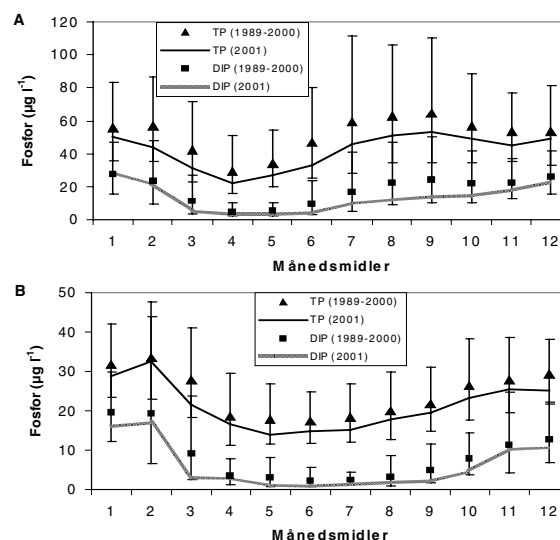 A
TP (1989-2000)
TP (2001)
DIP (1989-2000)
DIP (2001)
Fosfor (µg l-1)
120
100
80
60
40
20
0
1 2 3 4 5 6 7 8 9 10 11 12
Månedsmidler
B
TP (1989-2000)
TP (2001)
DIP (1989-2000)
DIP (2001)
Fosfor (µg l-1)
50
40
30
20
10
0
1 2 3 4 5 6 7 8 9 10 11 12
Månedsmidler